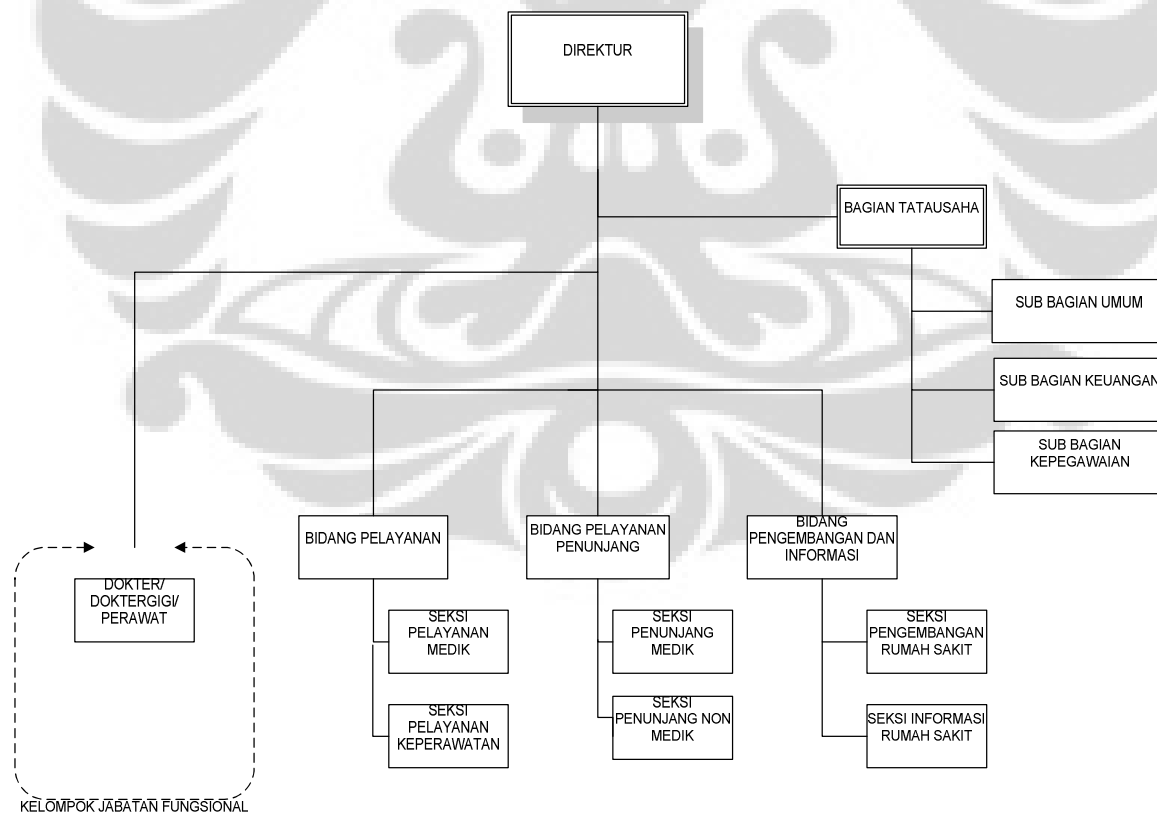 DIREKTUR
BAGIAN TATAUSAHA
SUB BAGIAN UMUM
SUB BAGIAN KEUANGAN
SUB BAGIAN
KEPEGAWAIAN
BIDANG PELAYANAN
BIDANG PELAYANAN
PENUNJANG
BIDANG
PENGEMBANGAN DAN
INFORMASI
DOKTER/
DOKTERGIGI/
PERAWAT
SEKSI
PELAYANAN
MEDIK
SEKSI
PENUNJANG
MEDIK
SEKSI
PENGEMBANGAN
RUMAH SAKIT
SEKSI
PELAYANAN
KEPERAWATAN
SEKSI
PENUNJANG NON
MEDIK
SEKSI INFORMASI
RUMAH SAKIT
KELOMPOK JABATAN FUNGSIONAL